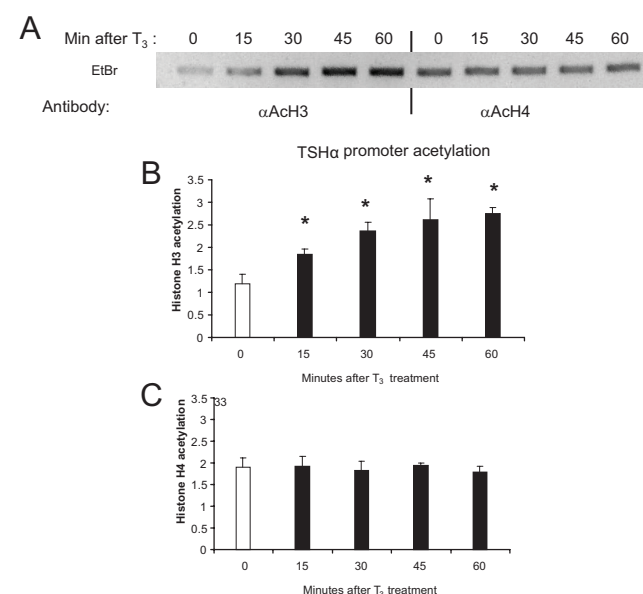 A
Min after T3 : 0 15 30 45 60 0 15 30 45 60
EtBr
Antibody: αAcH3 αAcH4
TSHα promoter acetylation
B
Histone H3 acetylation
3.5
3
2.5
2
1.5
1
0.5
0
* * * *
0 15 30 45 60
Minutes after T3 treatment
C
Histone H4 acetylation
3.5 33
3
2.5
2
1.5
1
0.5
0
0 15 30 45 60
Minutes after T3 treatment